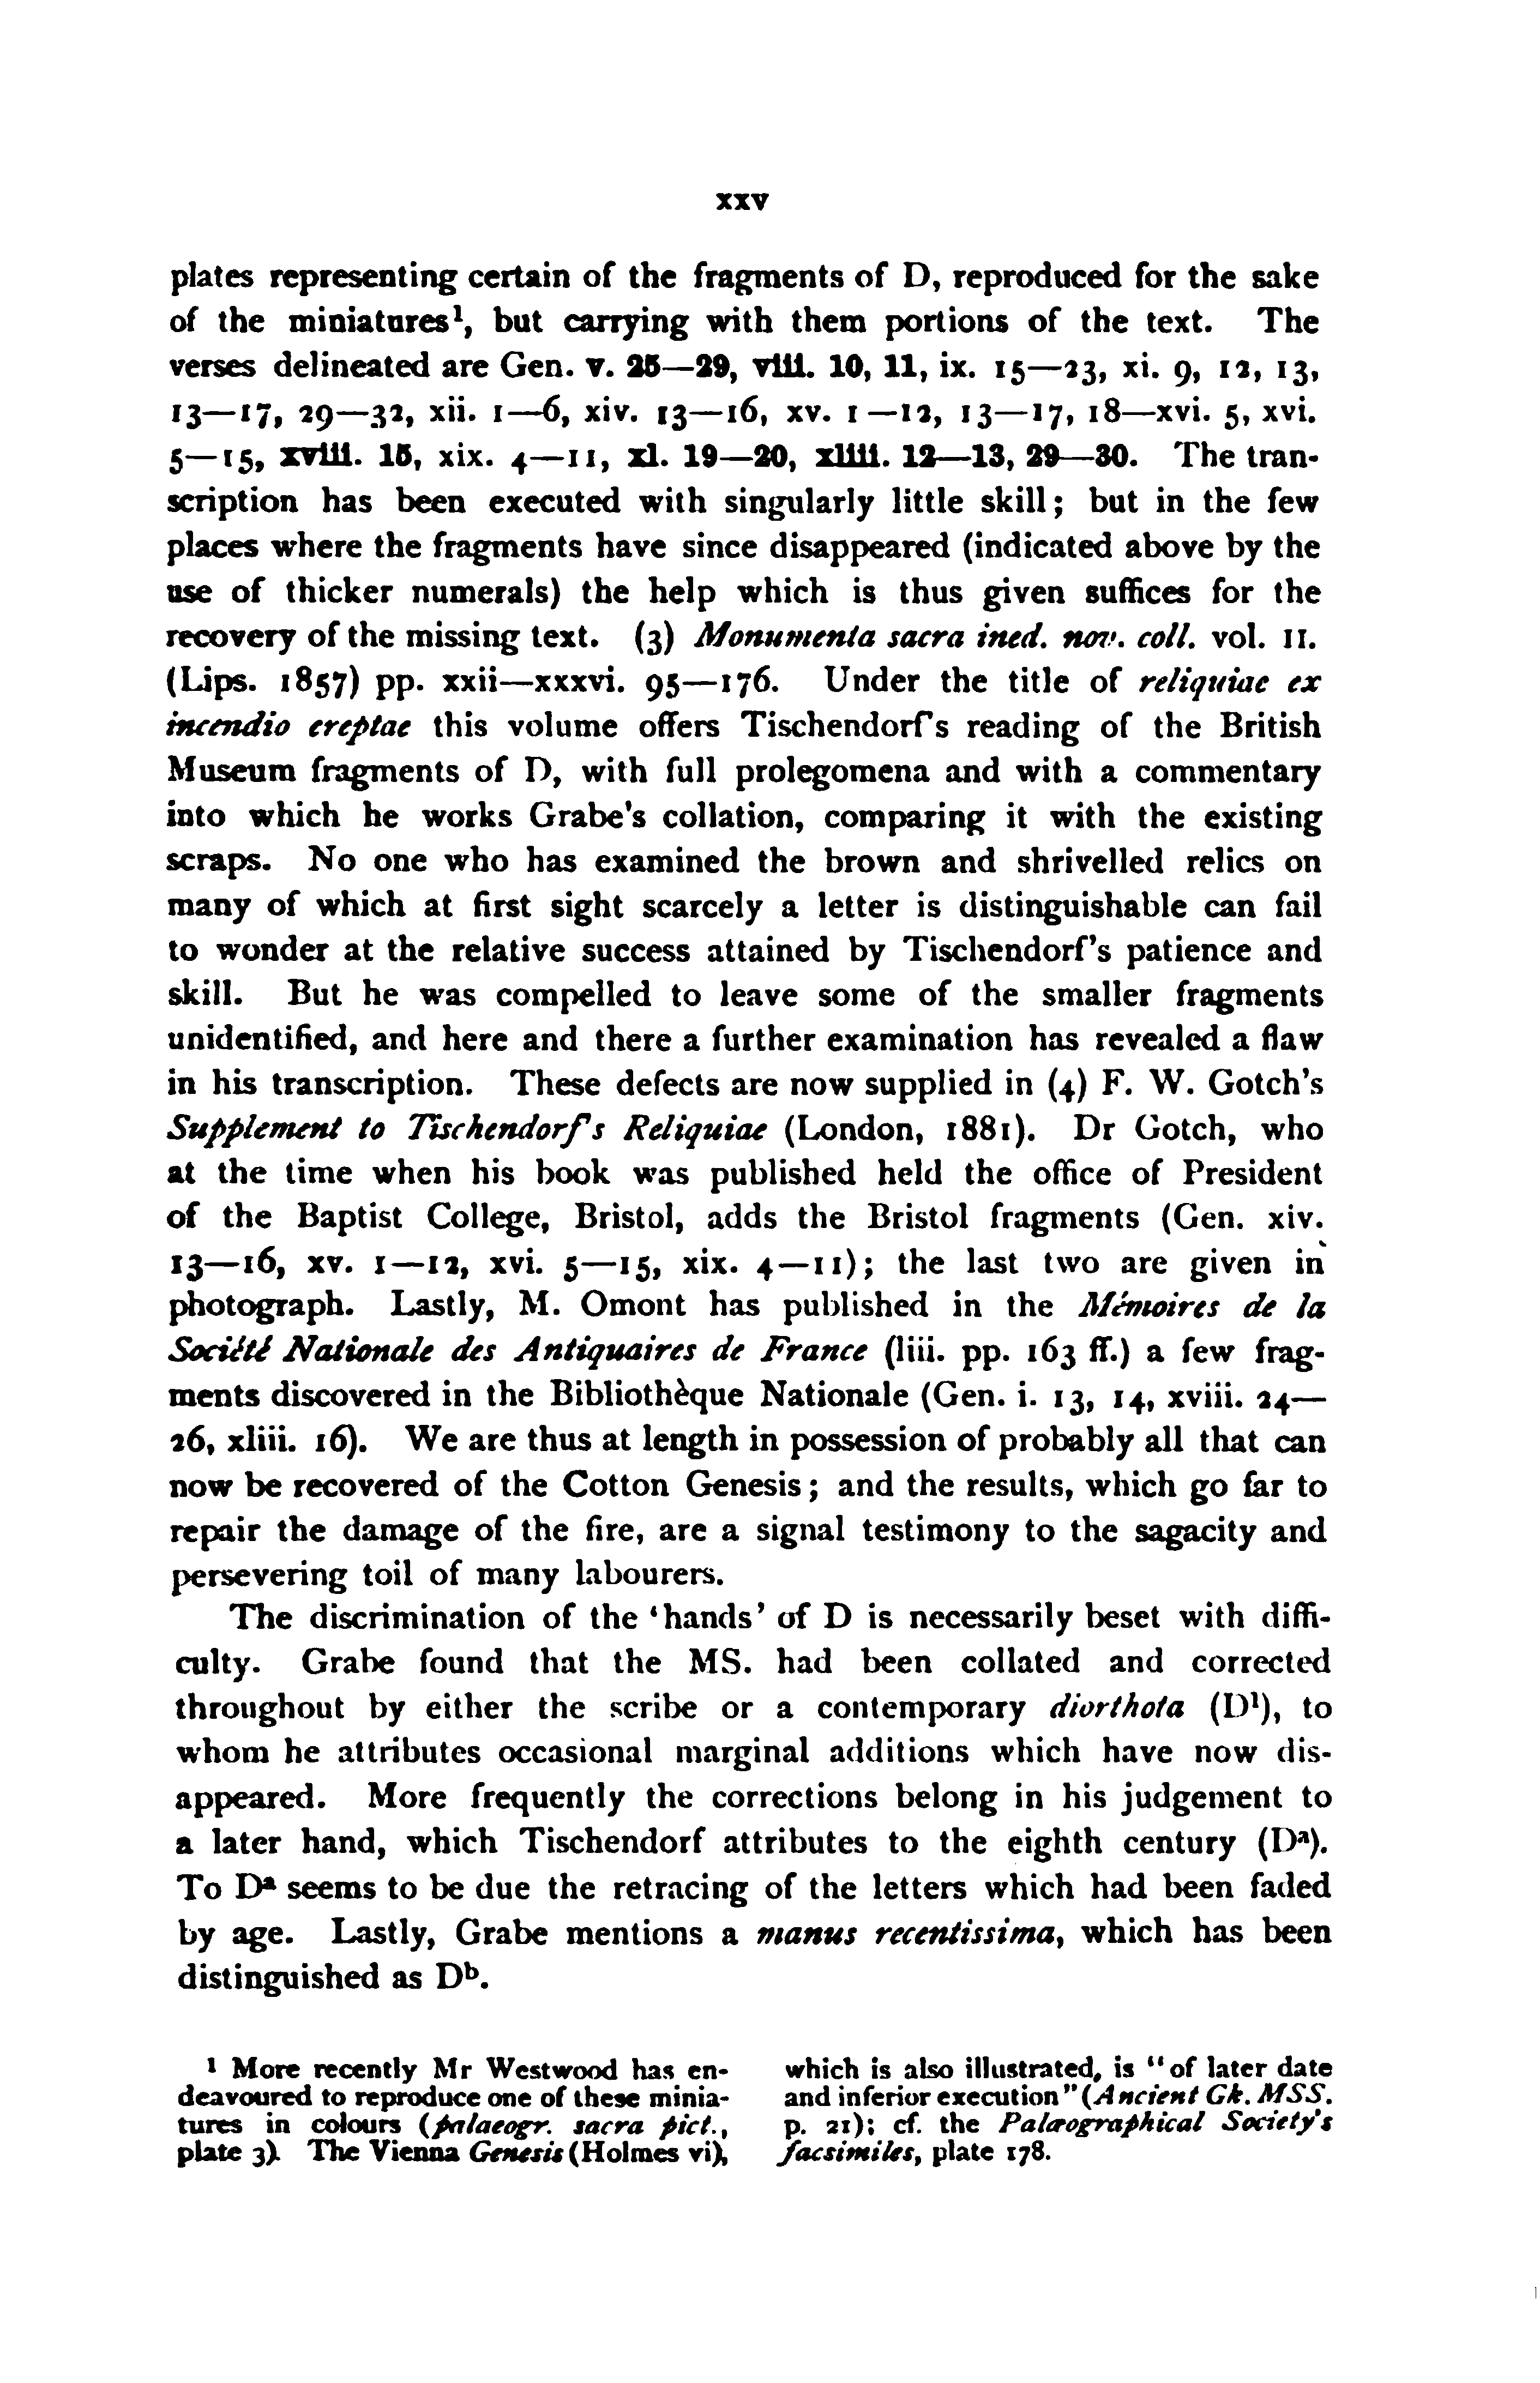 xxv
plates representing certain of the fragments of D, reproduced for the sake
of the miniatures¹, but carrying with them portions of the text. The
verses delineated are Gen. v. 25—29, viii. 10, 11, ix. 15—23, xi. 9, 12, 13,
13—17, 29—32, xii. 1—6, xiv. 13—16, xv. 1—12, 13—17, 18—xvi. 5, xvi.
5—15, xviii. 15, xix. 4—11, xl. 19—20, xliii. 12—13, 29—30. The tran-
scription has been executed with singularly little skill; but in the few
places where the fragments have since disappeared (indicated above by the
use of thicker numerals) the help which is thus given suffices for the
recovery of the missing text. (3) Monumenta sacra ined. nov. coll. vol. II.
(Lips. 1857) pp. xxii—xxxvi. 95—176. Under the title of reliquiae ex
incendio ereptae this volume offers Tischendorf's reading of the British
Museum fragments of D, with full prolegomena and with a commentary
into which he works Grabe's collation, comparing it with the existing
scraps. No one who has examined the brown and shrivelled relics on
many of which at first sight scarcely a letter is distinguishable can fail
to wonder at the relative success attained by Tischendorf's patience and
skill. But he was compelled to leave some of the smaller fragments
unidentified, and here and there a further examination has revealed a flaw
in his transcription. These defects are now supplied in (4) F. W. Gotch's
Supplement to Tischendorf's Reliquiae (London, 1881). Dr Gotch, who
at the time when his book was published held the office of President
of the Baptist College, Bristol, adds the Bristol fragments (Gen. xiv.
13—16, xv. 1—12, xvi. 5—15, xix. 4—11); the last two are given in
photograph. Lastly, M. Omont has published in the Mémoires de la
Société Nationale des Antiquaires de France (liii. pp. 163 ff.) a few frag-
ments discovered in the Bibliothèque Nationale (Gen. i. 13, 14, xviii. 24—
26, xliii. 16). We are thus at length in possession of probably all that can
now be recovered of the Cotton Genesis; and the results, which go far to
repair the damage of the fire, are a signal testimony to the sagacity and
persevering toil of many labourers.
The discrimination of the 'hands' of D is necessarily beset with diffi-
culty. Grabe found that the MS. had been collated and corrected
throughout by either the scribe or a contemporary diorthota (D¹), to
whom he attributes occasional marginal additions which have now dis-
appeared. More frequently the corrections belong in his judgement to
a later hand, which Tischendorf attributes to the eighth century (Dᵃ).
To Dᵃ seems to be due the retracing of the letters which had been faded
by age. Lastly, Grabe mentions a manus recentissima, which has been
distinguished as Dᵇ.
¹ More recently Mr Westwood has en-
deavoured to reproduce one of these minia-
tures in colours (palaeogr. sacra pict.,
plate 3). The Vienna Genesis (Holmes vi),
which is also illustrated, is "of later date
and inferior execution" (Ancient Gk. MSS.
p. 21); cf. the Palæographical Society's
facsimiles, plate 178.